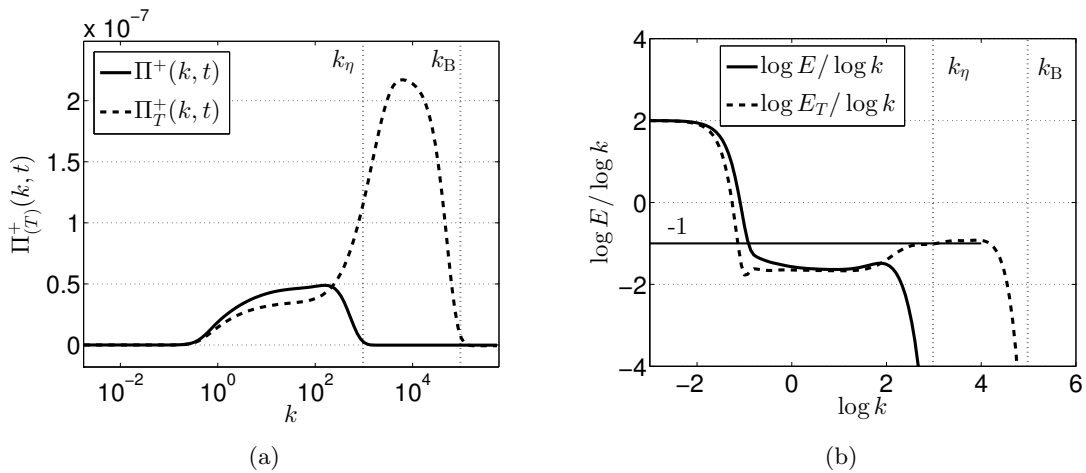 x 10⁻⁷
2
1.5
1
0.5
0
Π⁺₍T₎(k, t)
Π⁺(k, t)
Π⁺_T(k, t)
k_η
k_B
10⁻² 10⁰ 10² 10⁴
k
(a)
4
2
0
−2
−4
log E/ log k
log E/ log k
log E_T/ log k
k_η
k_B
-1
−2 0 2 4 6
log k
(b)